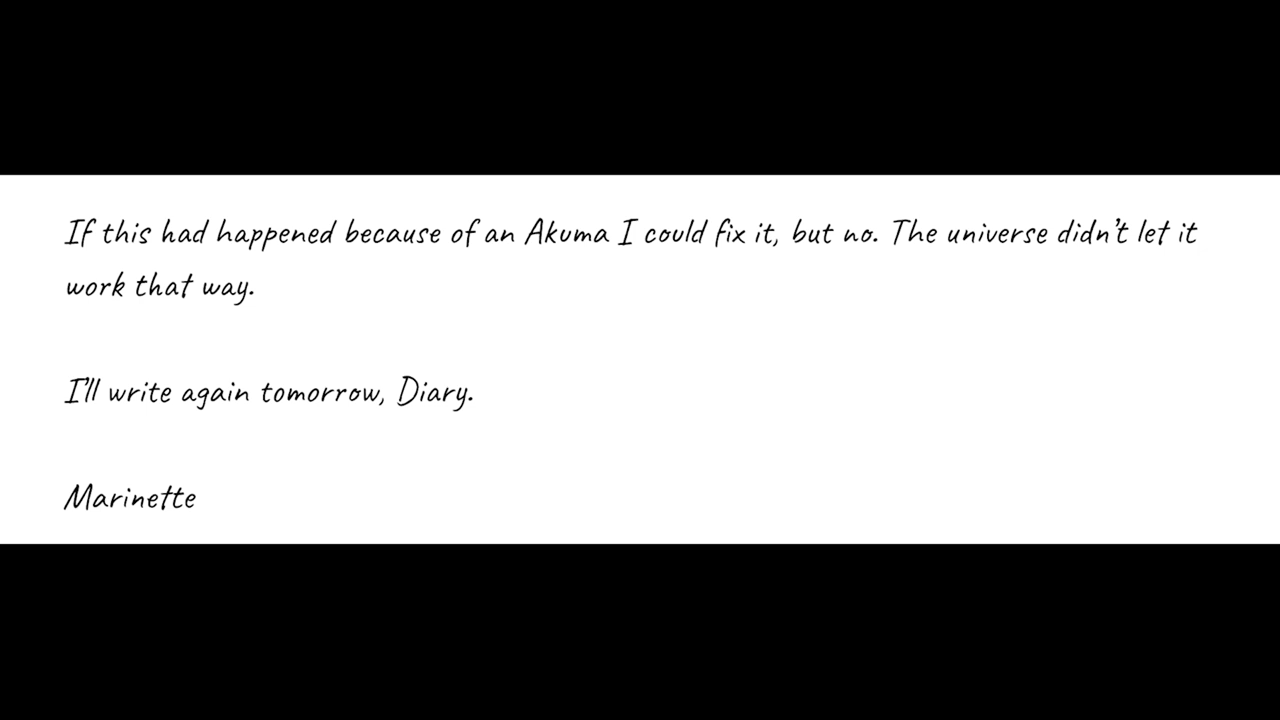 If this had happened because of an Akuma I could fix it, but no. The universe didn't let it
work that way.
I'll write again tomorrow, Diary.
Marinette